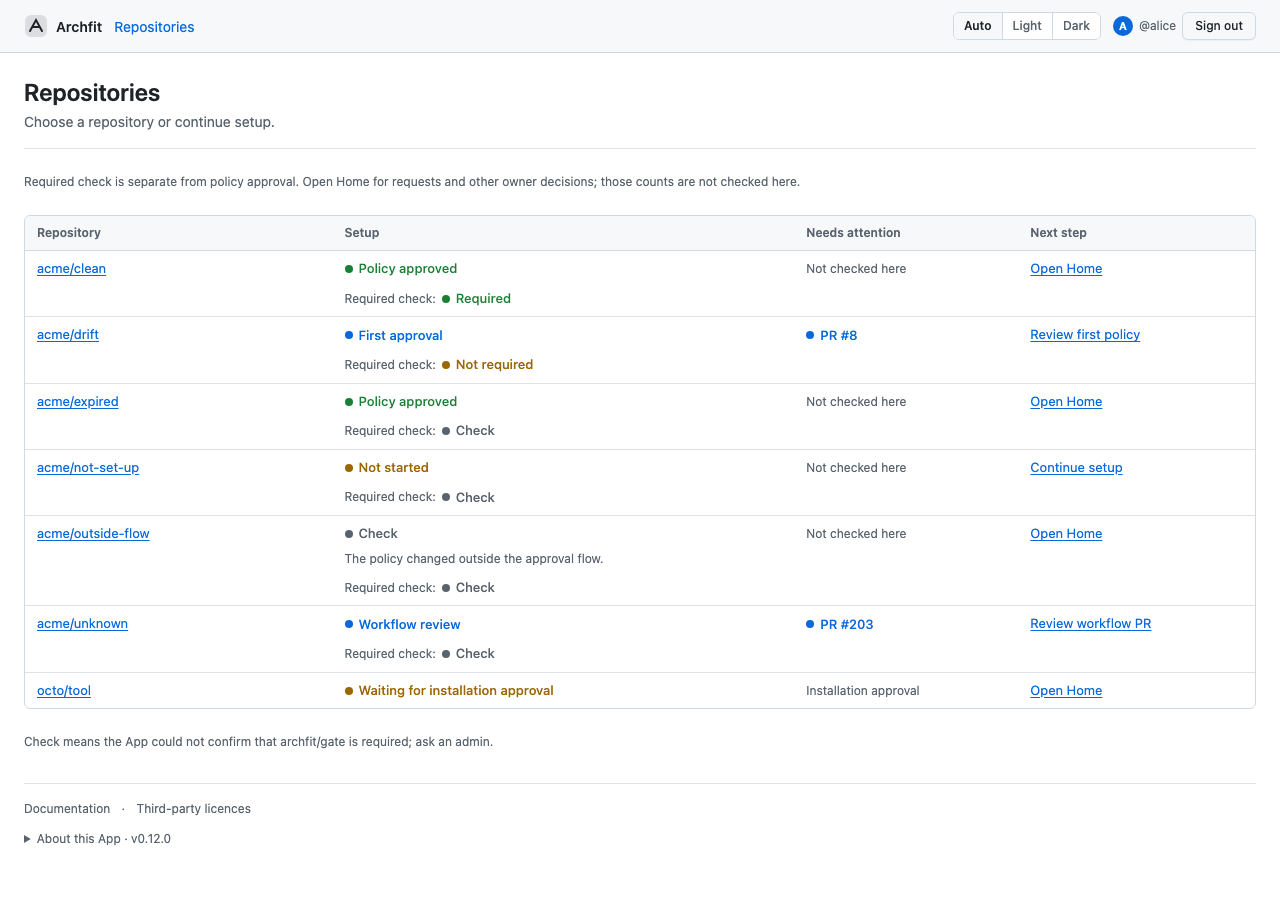 Archfit Repositories Auto Light Dark A @alice Sign out
Repositories
Choose a repository or continue setup.
Required check is separate from policy approval. Open Home for requests and other owner decisions; those counts are not checked here.
Repository Setup Needs attention Next step
acme/clean Policy approved Not checked here Open Home
Required check: Required
acme/drift First approval PR #8 Review first policy
Required check: Not required
acme/expired Policy approved Not checked here Open Home
Required check: Check
acme/not-set-up Not started Not checked here Continue setup
Required check: Check
acme/outside-flow Check Not checked here Open Home
The policy changed outside the approval flow.
Required check: Check
acme/unknown Workflow review PR #203 Review workflow PR
Required check: Check
octo/tool Waiting for installation approval Installation approval Open Home
Check means the App could not confirm that archfit/gate is required; ask an admin.
Documentation · Third-party licences
About this App · v0.12.0